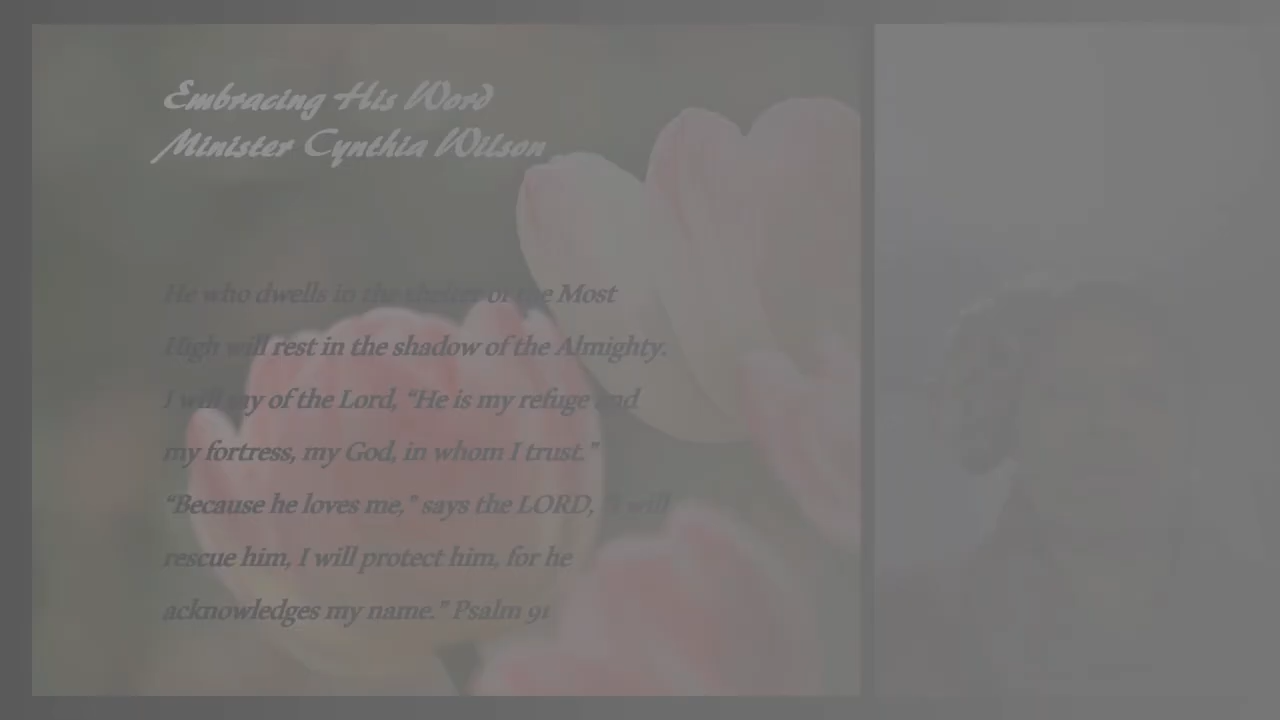 Embracing His Word
Minister Cynthia Wilson
He who dwells in the shelter of the Most
High will rest in the shadow of the Almighty.
I will say of the Lord, “He is my refuge and
my fortress, my God, in whom I trust.”
“Because he loves me,” says the LORD, “I will
rescue him, I will protect him, for he
acknowledges my name.” Psalm 91